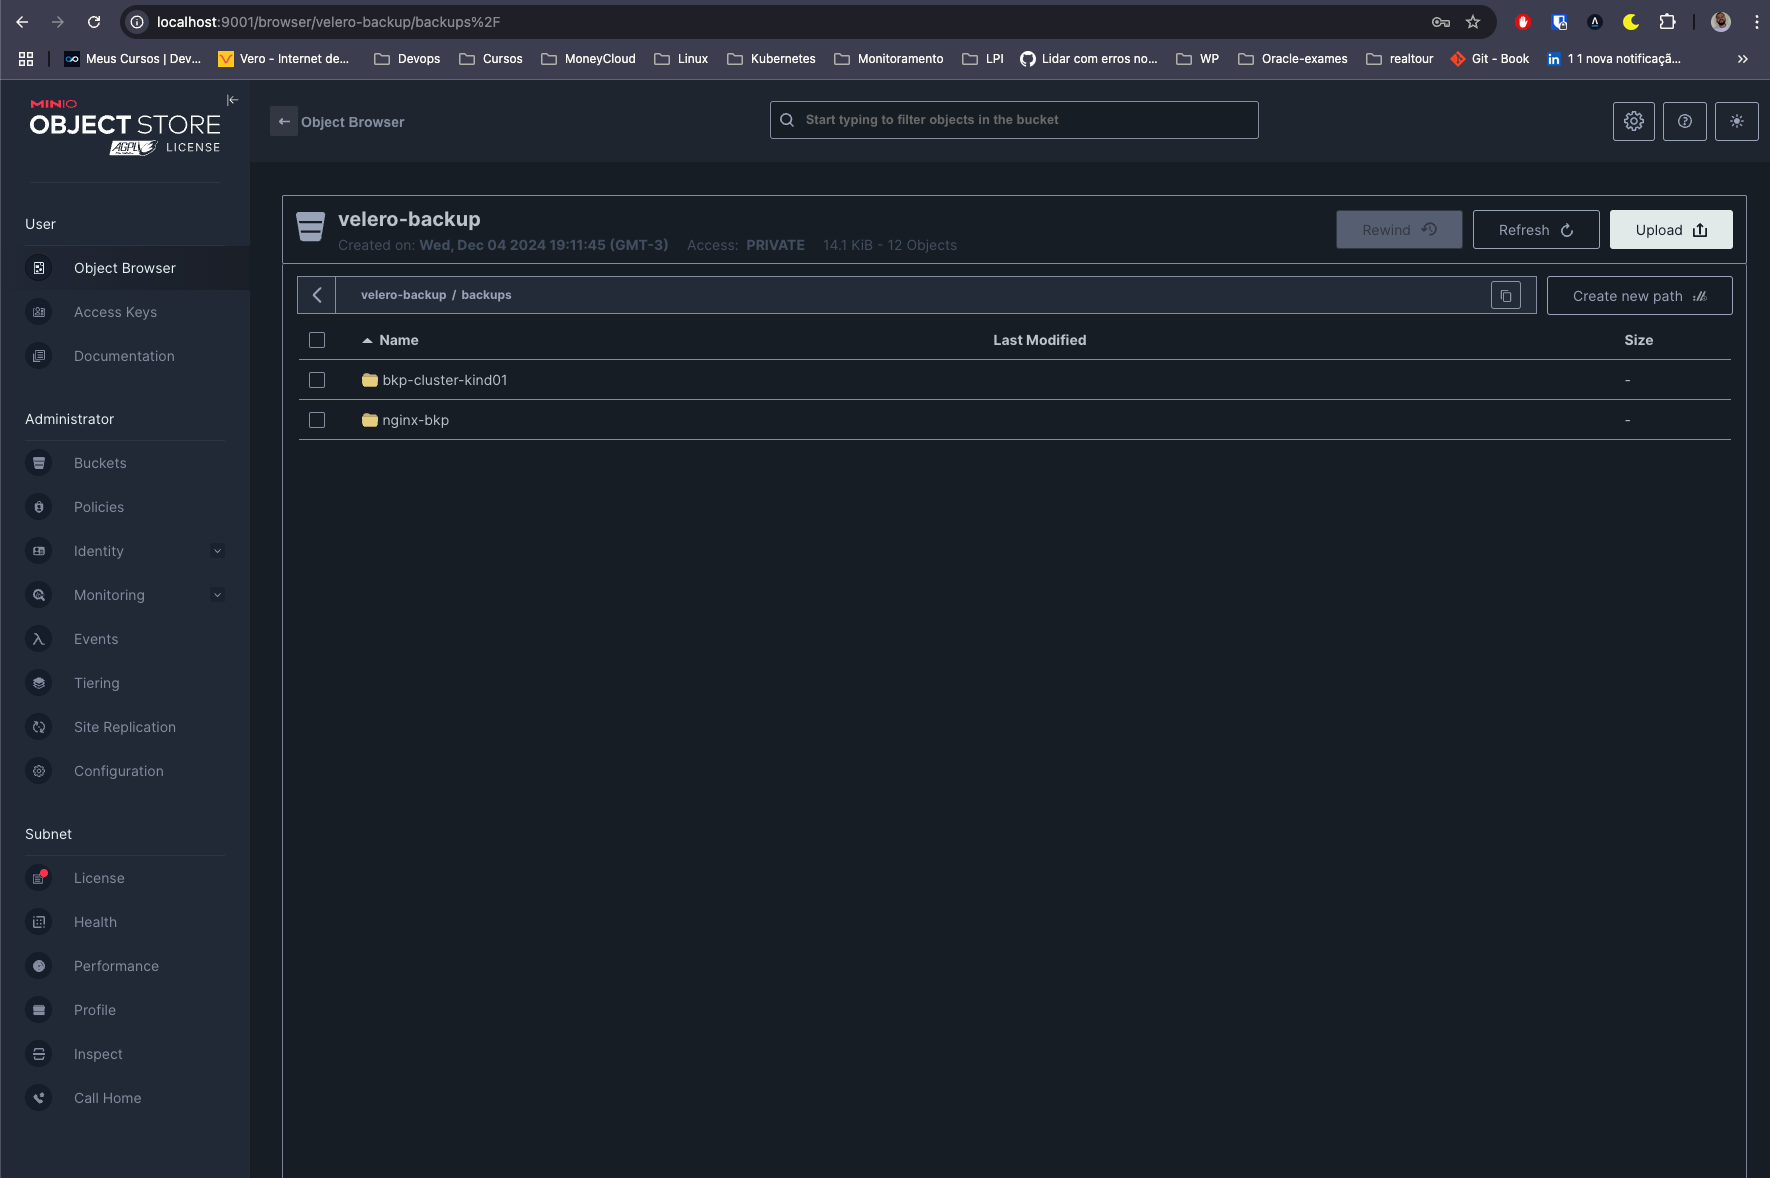 localhost:9001/browser/velero-backup/backups%2F
Meus Cursos | Dev... Vero - Internet de... Devops Cursos MoneyCloud Linux Kubernetes Monitoramento LPI Lidar com erros no... WP Oracle-exames realtour Git - Book 1 1 nova notificaçã...
MINIO
OBJECT STORE
AGPL LICENSE
Object Browser
Start typing to filter objects in the bucket
User
Object Browser
Access Keys
Documentation
Administrator
Buckets
Policies
Identity
Monitoring
Events
Tiering
Site Replication
Configuration
Subnet
License
Health
Performance
Profile
Inspect
Call Home
velero-backup
Created on: Wed, Dec 04 2024 19:11:45 (GMT-3) Access: PRIVATE 14.1 KiB - 12 Objects
Rewind Refresh Upload
velero-backup / backups
Create new path
Name Last Modified Size
bkp-cluster-kind01 -
nginx-bkp -